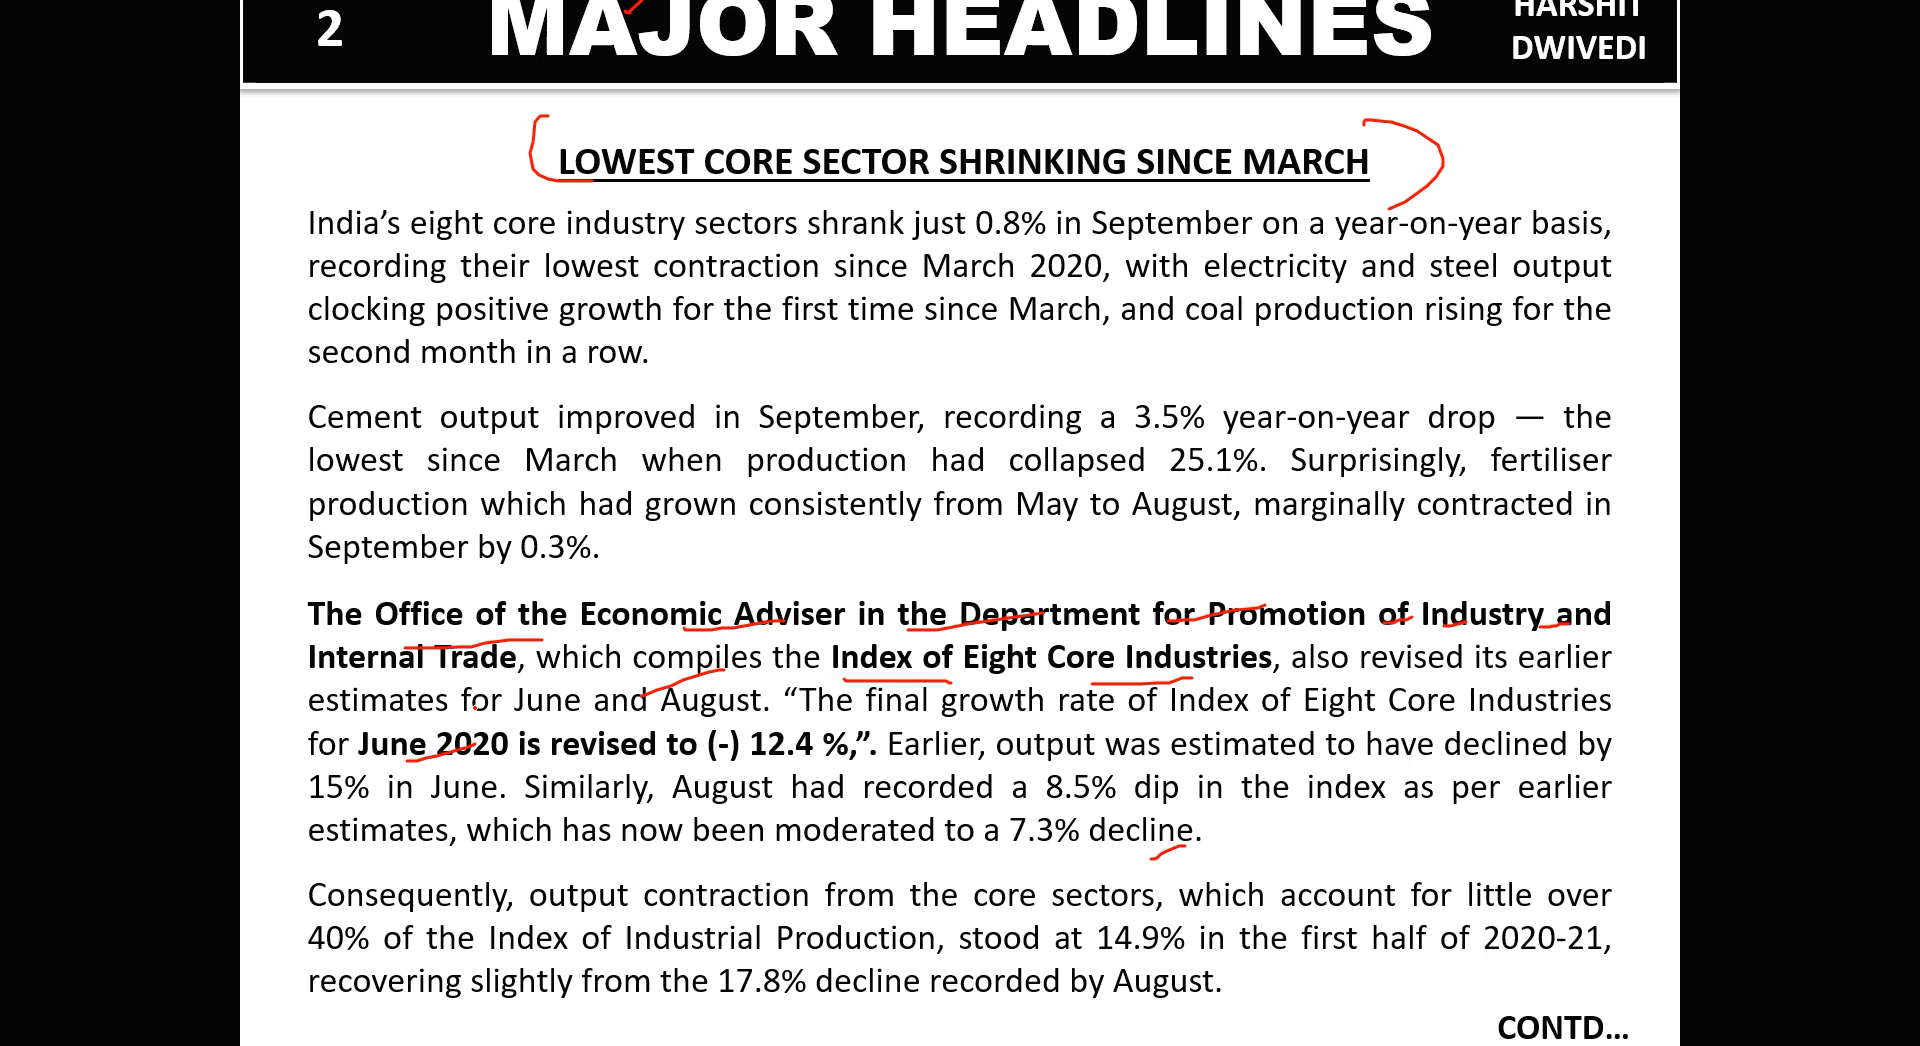 2
MAJOR HEADLINES
HARSHIT
DWIVEDI
LOWEST CORE SECTOR SHRINKING SINCE MARCH
India’s eight core industry sectors shrank just 0.8% in September on a year-on-year basis,
recording their lowest contraction since March 2020, with electricity and steel output
clocking positive growth for the first time since March, and coal production rising for the
second month in a row.
Cement output improved in September, recording a 3.5% year-on-year drop — the
lowest since March when production had collapsed 25.1%. Surprisingly, fertiliser
production which had grown consistently from May to August, marginally contracted in
September by 0.3%.
The Office of the Economic Adviser in the Department for Promotion of Industry and
Internal Trade, which compiles the Index of Eight Core Industries, also revised its earlier
estimates for June and August. “The final growth rate of Index of Eight Core Industries
for June 2020 is revised to (-) 12.4 %,”. Earlier, output was estimated to have declined by
15% in June. Similarly, August had recorded a 8.5% dip in the index as per earlier
estimates, which has now been moderated to a 7.3% decline.
Consequently, output contraction from the core sectors, which account for little over
40% of the Index of Industrial Production, stood at 14.9% in the first half of 2020-21,
recovering slightly from the 17.8% decline recorded by August.
CONTD...